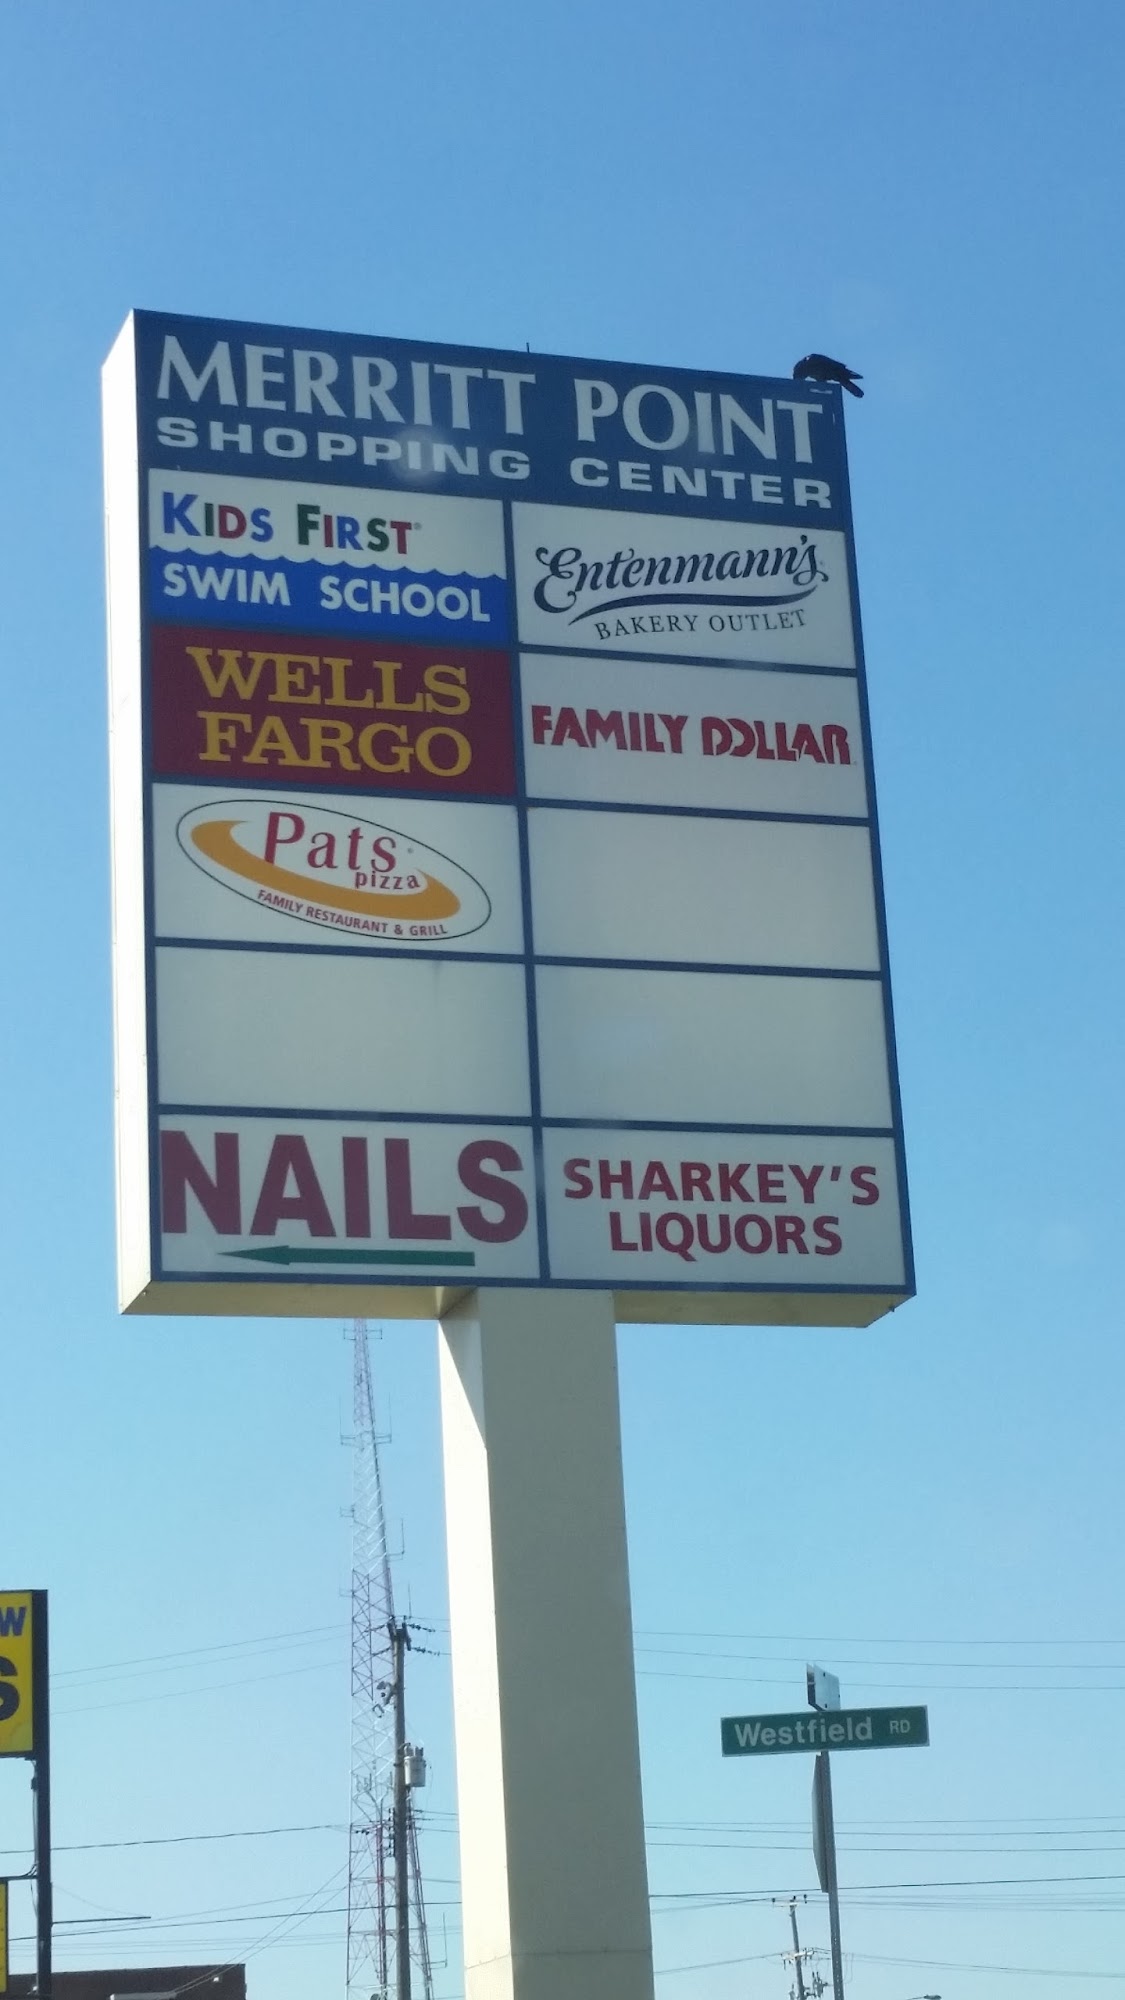 MERRITT POINT
SHOPPING CENTER
KIDS FIRST®
SWIM SCHOOL
Entenmann's
BAKERY OUTLET
WELLS
FARGO
FAMILY DOLLAR
Pats
pizza
FAMILY RESTAURANT & GRILL
NAILS
SHARKEY'S
LIQUORS
W
S
Westfield RD